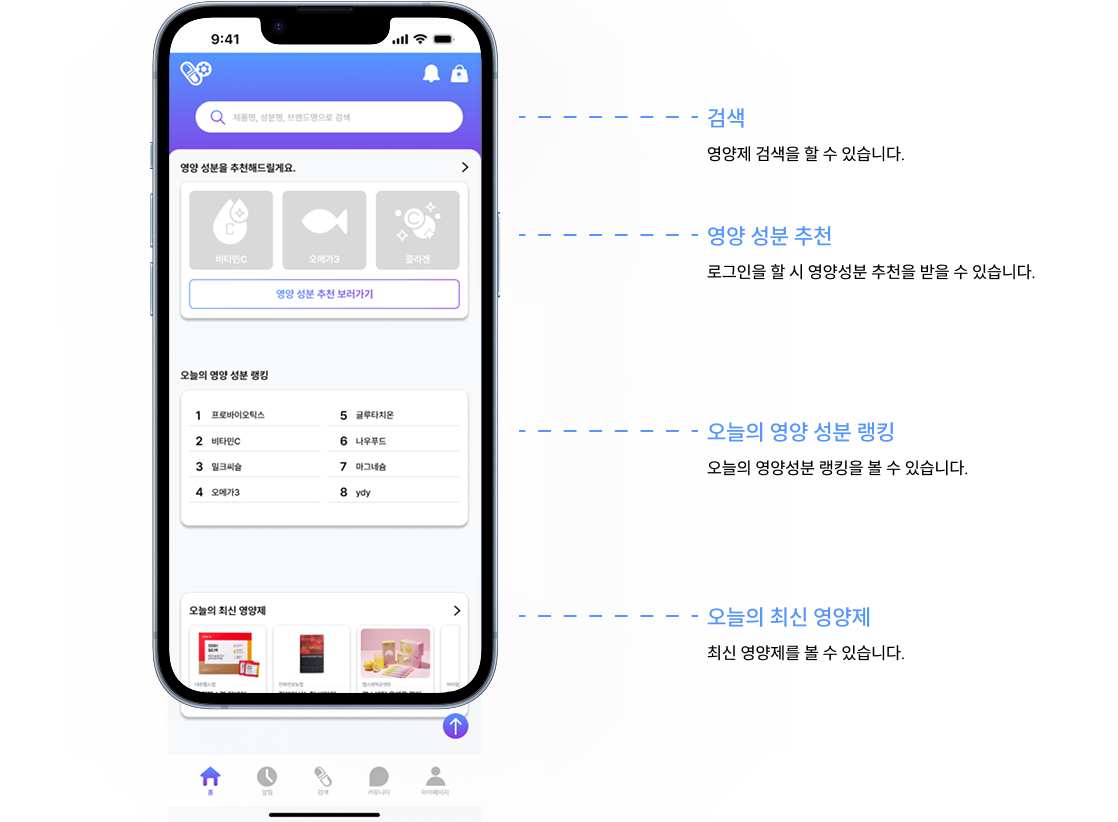 9:41
제품명, 성분명, 브랜드명으로 검색
검색
영양제 검색을 할 수 있습니다.
영양 성분을 추천해드릴게요.
C
비타민C
오메가3
C
콜라겐
영양 성분 추천 보러가기
영양 성분 추천
로그인을 할 시 영양성분 추천을 받을 수 있습니다.
오늘의 영양 성분 랭킹
1 프로바이오틱스
2 비타민C
3 밀크씨슬
4 오메가3
5 글루타치온
6 나우푸드
7 마그네슘
8 ydy
오늘의 영양 성분 랭킹
오늘의 영양성분 랭킹을 볼 수 있습니다.
오늘의 최신 영양제
오늘의 최신 영양제
최신 영양제를 볼 수 있습니다.
홈
알림
검색
커뮤니티
마이페이지